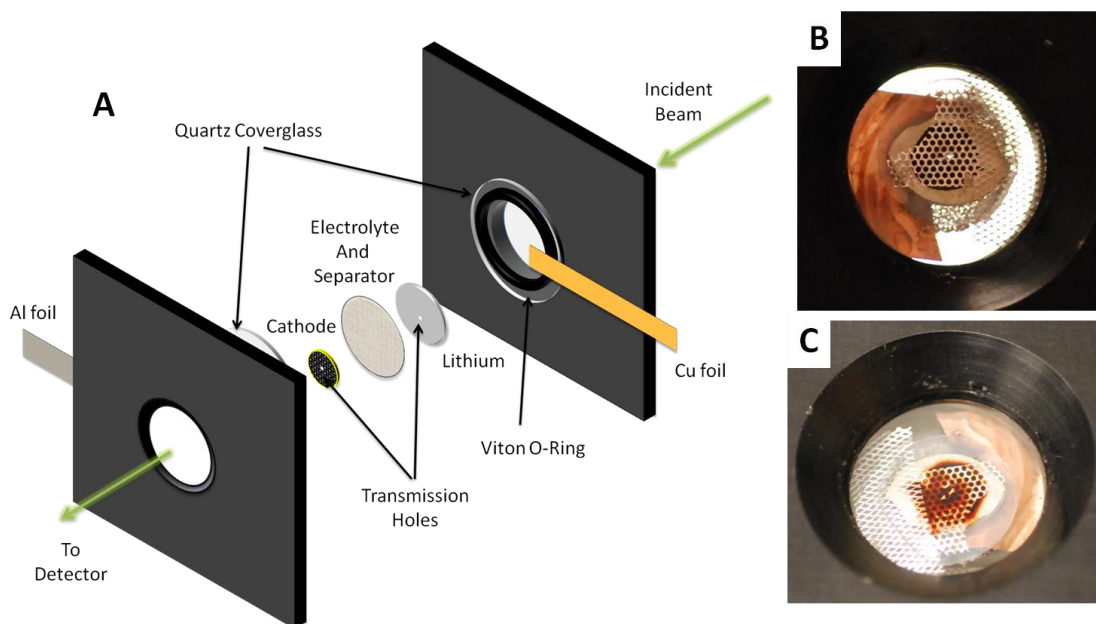 A
Quartz Coverglass
Incident
Beam
Electrolyte
And
Separator
Al foil
Cathode
Lithium
Cu foil
Viton O-Ring
Transmission
Holes
To
Detector
B
C